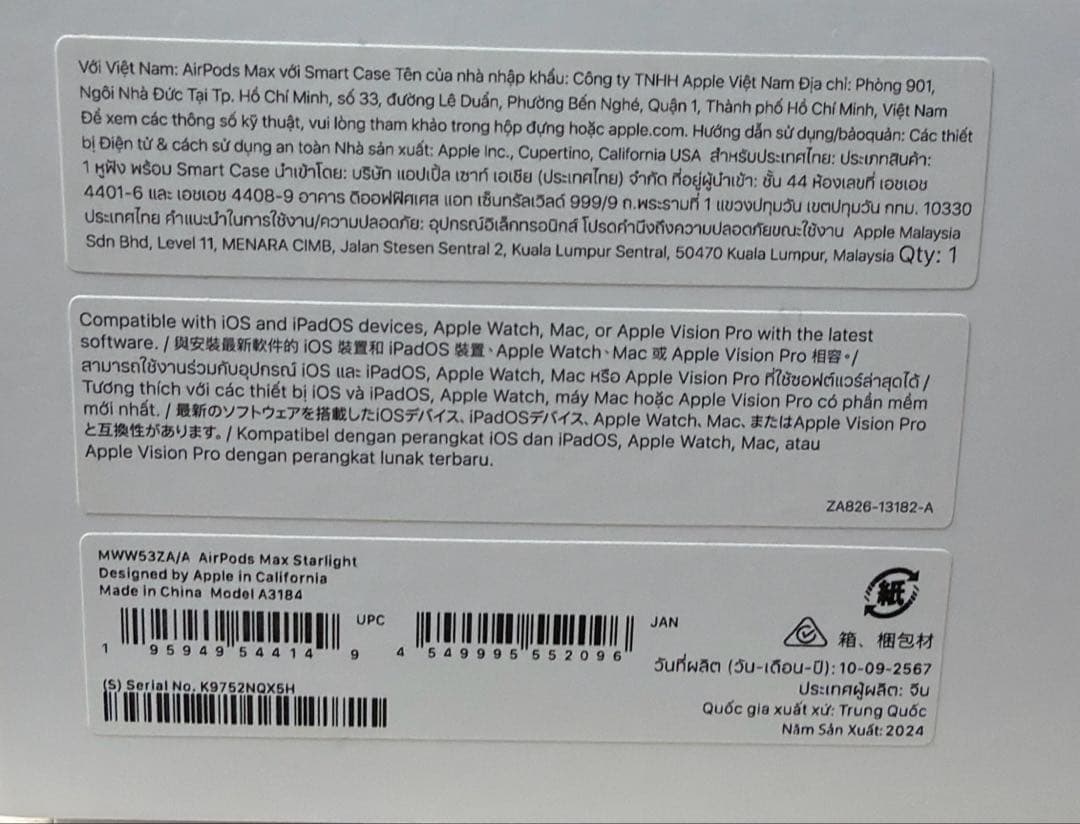 Với Việt Nam: AirPods Max với Smart Case Tên của nhà nhập khẩu: Công ty TNHH Apple Việt Nam Địa chỉ: Phòng 901,
Ngôi Nhà Đức Tại Tp. Hồ Chí Minh, số 33, đường Lê Duẩn, Phường Bến Nghé, Quận 1, Thành phố Hồ Chí Minh, Việt Nam
Để xem các thông số kỹ thuật, vui lòng tham khảo trong hộp đựng hoặc apple.com. Hướng dẫn sử dụng/bảoquản: Các thiết
bị Điện tử & cách sử dụng an toàn Nhà sản xuất: Apple Inc., Cupertino, California USA สำหรับประเทศไทย: ประเภทสินค้า:
1 หูฟัง พร้อม Smart Case นำเข้าโดย: บริษัท แอปเปิ้ล เซาท์ เอเชีย (ประเทศไทย) จำกัด ที่อยู่ผู้นำเข้า: ชั้น 44 ห้องเลขที่ เอชเอช
4401-6 และ เอชเอช 4408-9 อาคาร ดิออฟฟิศเศส แอท เซ็นทรัลเวิลด์ 999/9 ถ.พระรามที่ 1 แขวงปทุมวัน เขตปทุมวัน กทม. 10330
ประเทศไทย คำแนะนำในการใช้งาน/ความปลอดภัย: อุปกรณ์อิเล็กทรอนิกส์ โปรดคำนึงถึงความปลอดภัยขณะใช้งาน Apple Malaysia
Sdn Bhd, Level 11, MENARA CIMB, Jalan Stesen Sentral 2, Kuala Lumpur Sentral, 50470 Kuala Lumpur, Malaysia Qty: 1
Compatible with iOS and iPadOS devices, Apple Watch, Mac, or Apple Vision Pro with the latest
software. / 與安裝最新軟件的 iOS 裝置和 iPadOS 裝置、Apple Watch、Mac 或 Apple Vision Pro 相容。/
สามารถใช้งานร่วมกับอุปกรณ์ iOS และ iPadOS, Apple Watch, Mac หรือ Apple Vision Pro ที่ใช้ซอฟต์แวร์ล่าสุดได้ /
Tương thích với các thiết bị iOS và iPadOS, Apple Watch, máy Mac hoặc Apple Vision Pro có phần mềm
mới nhất. / 最新のソフトウェアを搭載したiOSデバイス、iPadOSデバイス、Apple Watch、Mac、またはApple Vision Pro
と互換性があります。/ Kompatibel dengan perangkat iOS dan iPadOS, Apple Watch, Mac, atau
Apple Vision Pro dengan perangkat lunak terbaru.
ZA826-13182-A
MWW53ZA/A AirPods Max Starlight
Designed by Apple in California
Made in China Model A3184
UPC
1 95949 54414 9
JAN
4 549995 552096
(S) Serial No. K9752NQX5H
紙
箱、梱包材
วันที่ผลิต (วัน-เดือน-ปี): 10-09-2567
ประเทศผู้ผลิต: จีน
Quốc gia xuất xứ: Trung Quốc
Năm Sản Xuất: 2024